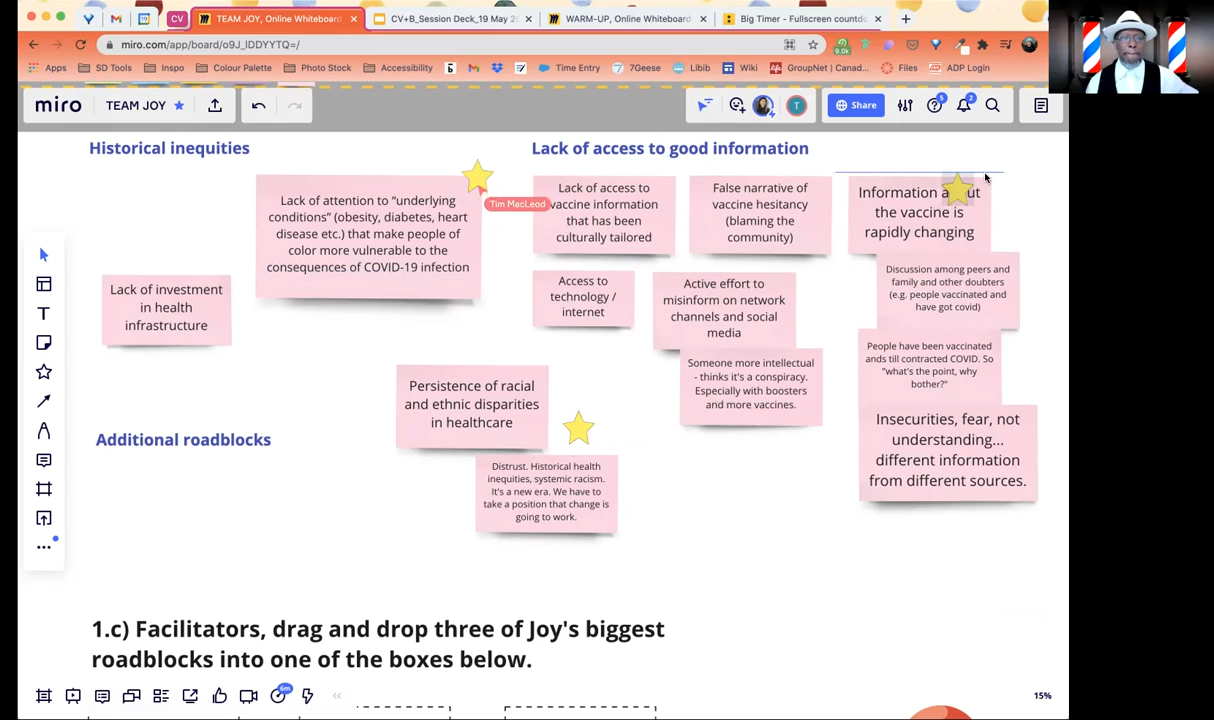 TEAM JOY, Online Whiteboard
CV+B_Session Deck_19 May 2
WARM-UP, Online Whiteboard
Big Timer - Fullscreen countd
miro.com/app/board/o9J_lDDYYTQ=/
9.0k
Apps
SD Tools
Inspo
Colour Palette
Photo Stock
Accessibility
Time Entry
7Geese
Libib
Wiki
GroupNet | Canad...
Files
ADP Login
miro
TEAM JOY
T
Share
5
2
Historical inequities
Lack of access to good information
Lack of attention to “underlying
conditions” (obesity, diabetes, heart
disease etc.) that make people of
color more vulnerable to the
consequences of COVID-19 infection
Tim MacLeod
Lack of investment
in health
infrastructure
Lack of access to
vaccine information
that has been
culturally tailored
False narrative of
vaccine hesitancy
(blaming the
community)
Information a ut
the vaccine is
rapidly changing
Access to
technology /
internet
Active effort to
misinform on network
channels and social
media
Discussion among peers and
family and other doubters
(e.g. people vaccinated and
have got covid)
Someone more intellectual
- thinks it's a conspiracy.
Especially with boosters
and more vaccines.
People have been vaccinated
ands till contracted COVID. So
"what's the point, why
bother?"
Persistence of racial
and ethnic disparities
in healthcare
Insecurities, fear, not
understanding...
different information
from different sources.
Additional roadblocks
Distrust. Historical health
inequities, systemic racism.
It's a new era. We have to
take a position that change is
going to work.
1.c) Facilitators, drag and drop three of Joy's biggest
roadblocks into one of the boxes below.
6m
15%